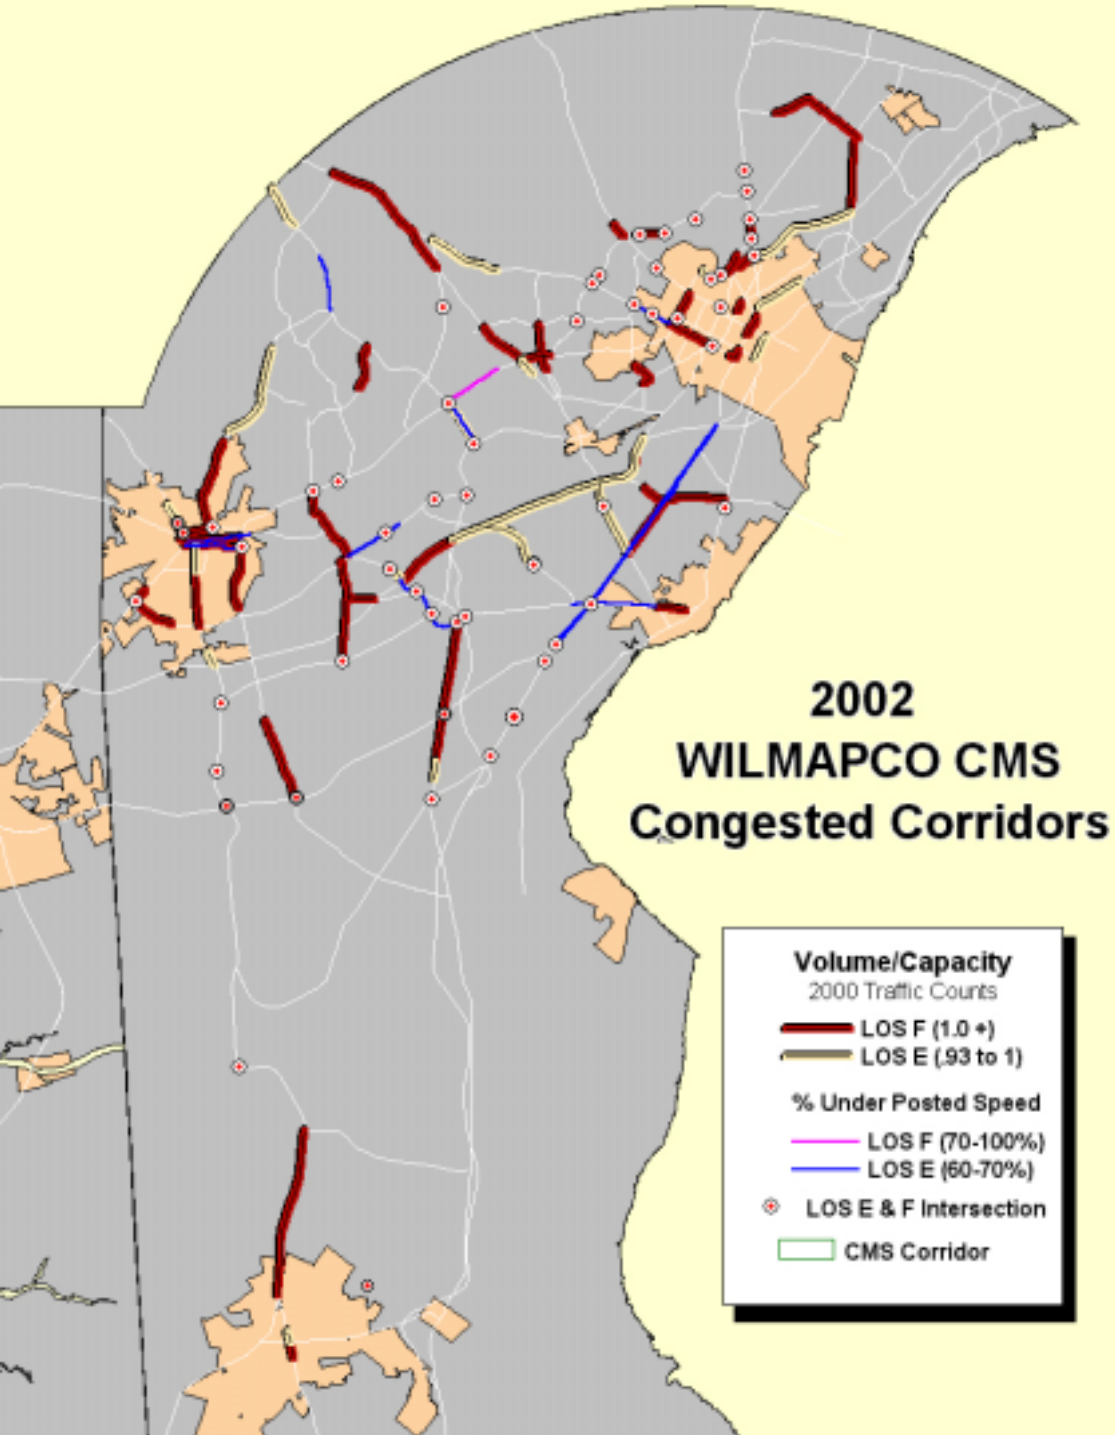 2002
WILMAPCO CMS
Congested Corridors
Volume/Capacity
2000 Traffic Counts
LOS F (1.0 +)
LOS E (.93 to 1)
% Under Posted Speed
LOS F (70-100%)
LOS E (60-70%)
LOS E & F Intersection
CMS Corridor